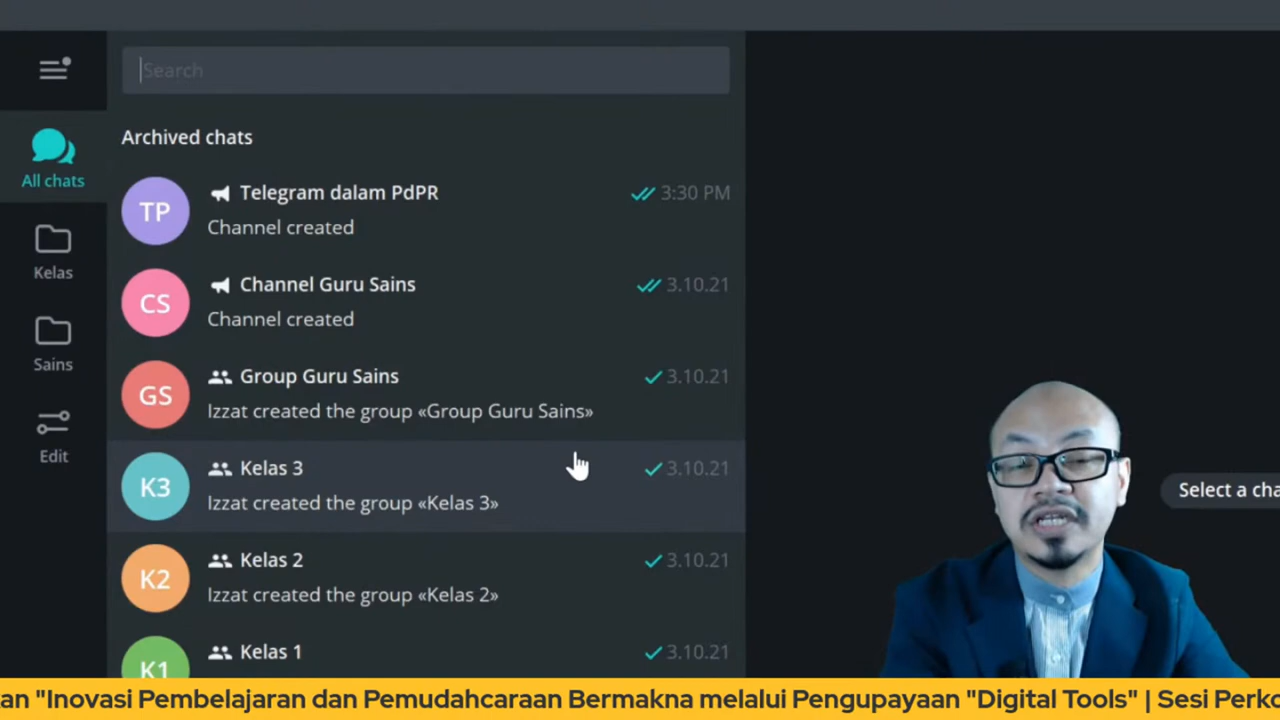 Search
Archived chats
All chats
Telegram dalam PdPR 3:30 PM
TP
Channel created
Kelas
Channel Guru Sains 3.10.21
CS
Channel created
Sains
Group Guru Sains 3.10.21
GS
Izzat created the group «Group Guru Sains»
Edit
Kelas 3 3.10.21
K3
Izzat created the group «Kelas 3»
Select a
Kelas 2 3.10.21
K2
Izzat created the group «Kelas 2»
Kelas 1 3.10.21
K1
"Inovasi Pembelajaran dan Pemudahcaraan Bermakna melalui Pengupayaan "Digital Tools" | Sesi